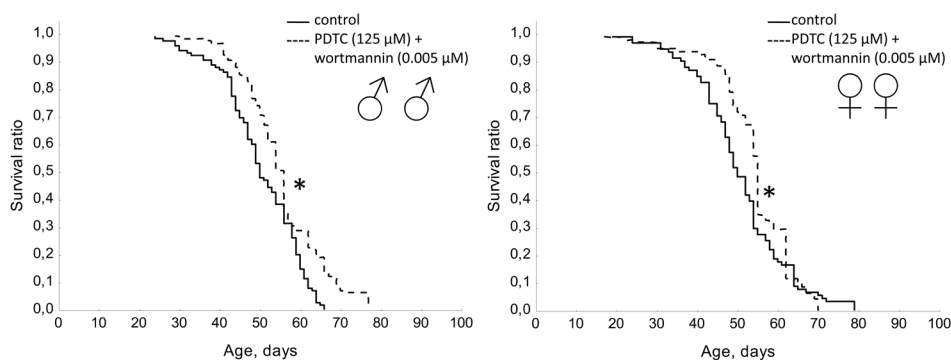 control
PDTC (125 µM) +
wortmannin (0.005 µM)
Survival ratio
1,0
0,9
0,8
0,7
0,6
0,5
0,4
0,3
0,2
0,1
0,0
*
0 10 20 30 40 50 60 70 80 90 100
Age, days
control
PDTC (125 µM) +
wortmannin (0.005 µM)
Survival ratio
1,0
0,9
0,8
0,7
0,6
0,5
0,4
0,3
0,2
0,1
0,0
*
0 10 20 30 40 50 60 70 80 90 100
Age, days